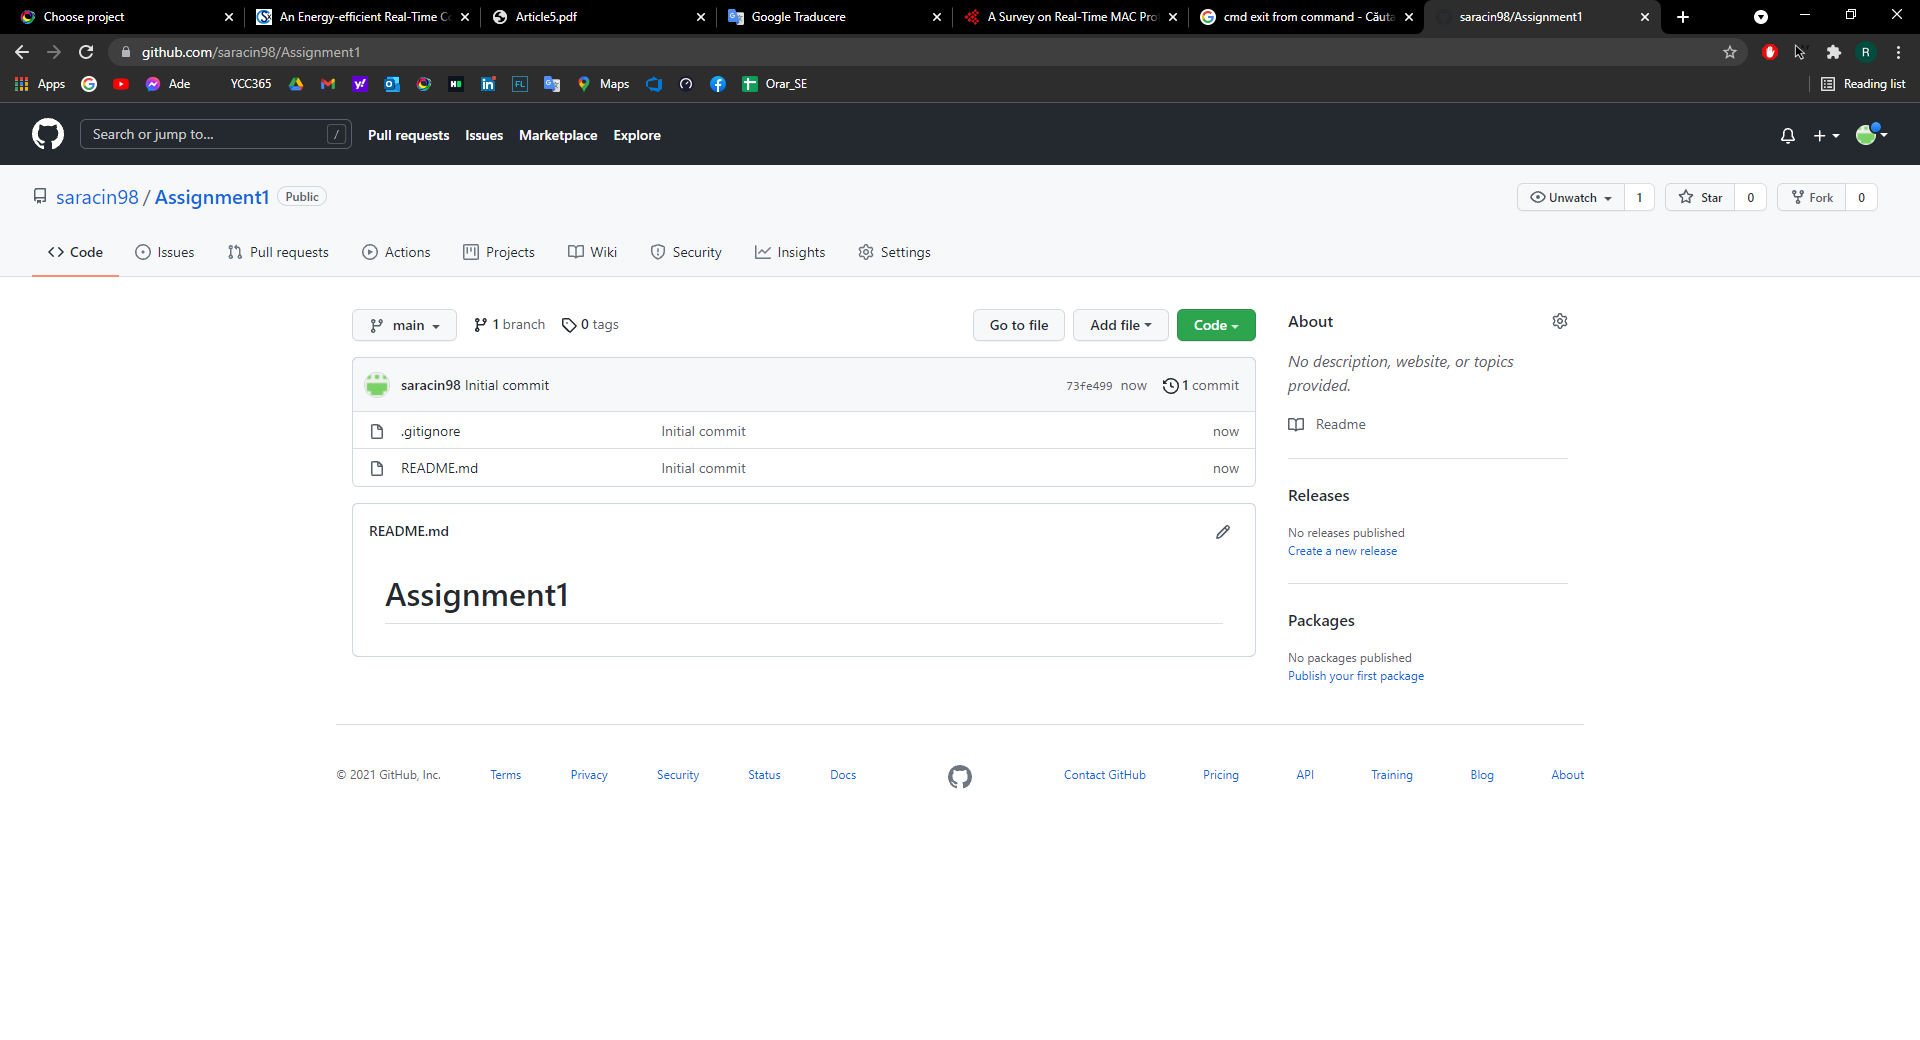 Choose project
An Energy-efficient Real-Time Co
Article5.pdf
Google Traducere
A Survey on Real-Time MAC Pro
cmd exit from command - Căuta
saracin98/Assignment1
github.com/saracin98/Assignment1
R
Apps
Ade
YCC365
Maps
Orar_SE
Reading list
Search or jump to...
/
Pull requests
Issues
Marketplace
Explore
saracin98 / Assignment1
Public
Unwatch
1
Star
0
Fork
0
Code
Issues
Pull requests
Actions
Projects
Wiki
Security
Insights
Settings
main
1 branch
0 tags
Go to file
Add file
Code
saracin98 Initial commit
73fe499 now
1 commit
.gitignore
Initial commit
now
README.md
Initial commit
now
README.md
Assignment1
About
No description, website, or topics
provided.
Readme
Releases
No releases published
Create a new release
Packages
No packages published
Publish your first package
© 2021 GitHub, Inc.
Terms
Privacy
Security
Status
Docs
Contact GitHub
Pricing
API
Training
Blog
About